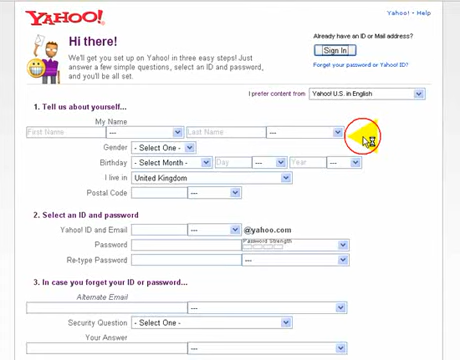 YAHOO!
Yahoo! - Help
Hi there!
We'll get you set up on Yahoo! in three easy steps! Just
answer a few simple questions, select an ID and password,
and you'll be all set.
Already have an ID or Mail address?
Sign In
Forget your password or Yahoo! ID?
I prefer content from Yahoo! U.S. in English
1. Tell us about yourself...
My Name
First Name --- Last Name ---
Gender - Select One -
Birthday - Select Month - Day --- Year ---
I live in United Kingdom
Postal Code ---
2. Select an ID and password
Yahoo! ID and Email --- @yahoo.com
Password Password Strength
Re-type Password ---
3. In case you forget your ID or password...
Alternate Email
---
Security Question - Select One -
Your Answer
---